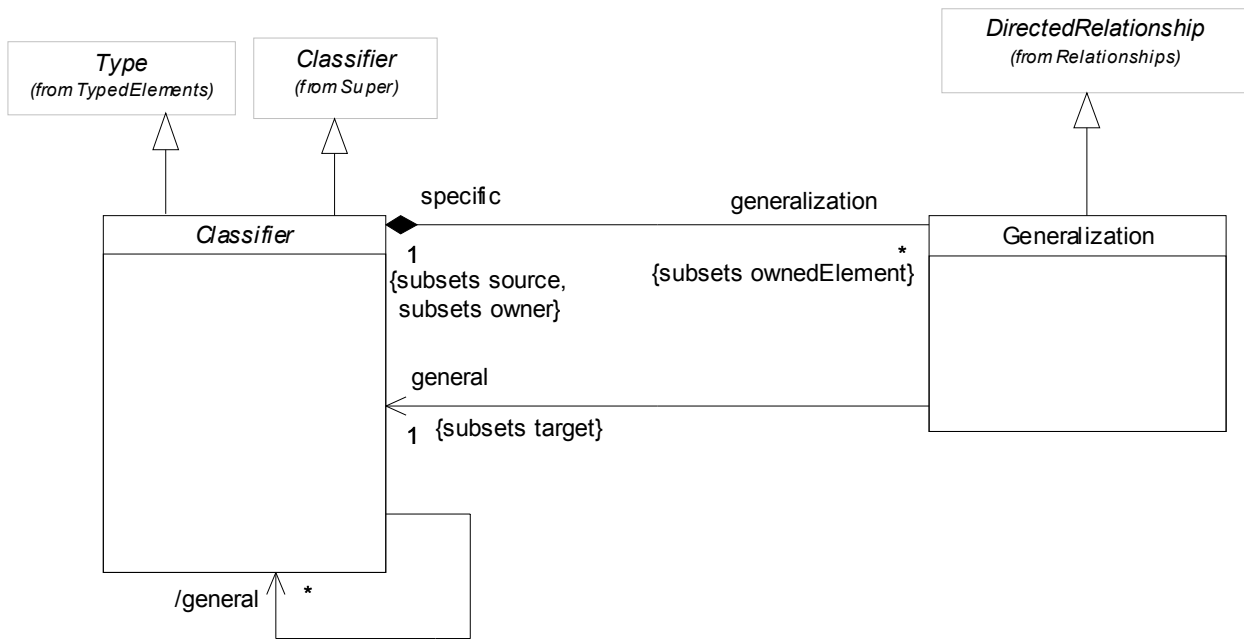 DirectedRelationship
(from Relationships)
Type
(from TypedElements)
Classifier
(from Super)
specific
generalization
Classifier
Generalization
1
*
{subsets source,
subsets owner}
{subsets ownedElement}
general
1
{subsets target}
/general
*